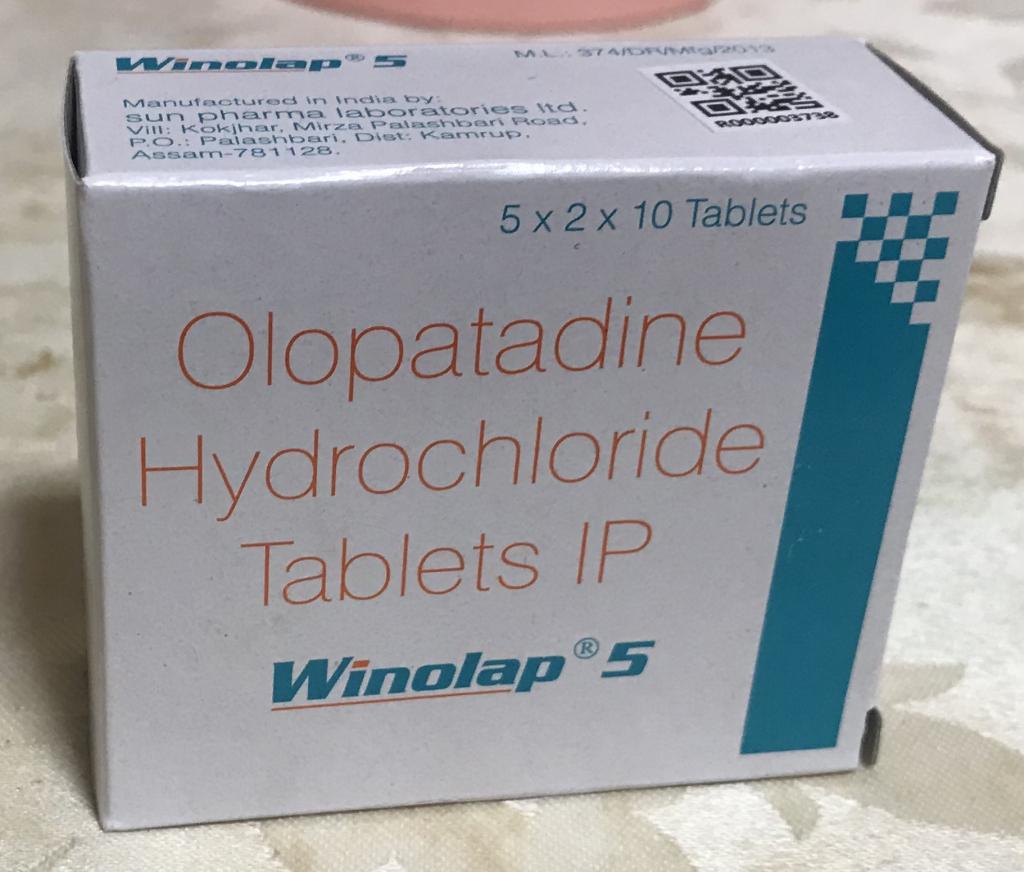 Winolap® 5
M.L.: 374/DR/Mfg/2013
Manufactured in India by:
sun pharma laboratories ltd.
Vill: Kokjhar, Mirza Palashbari Road,
P.O.: Palashbari, Dist: Kamrup,
Assam-781128.
R000003738
5 x 2 x 10 Tablets
Olopatadine
Hydrochloride
Tablets IP
Winolap® 5